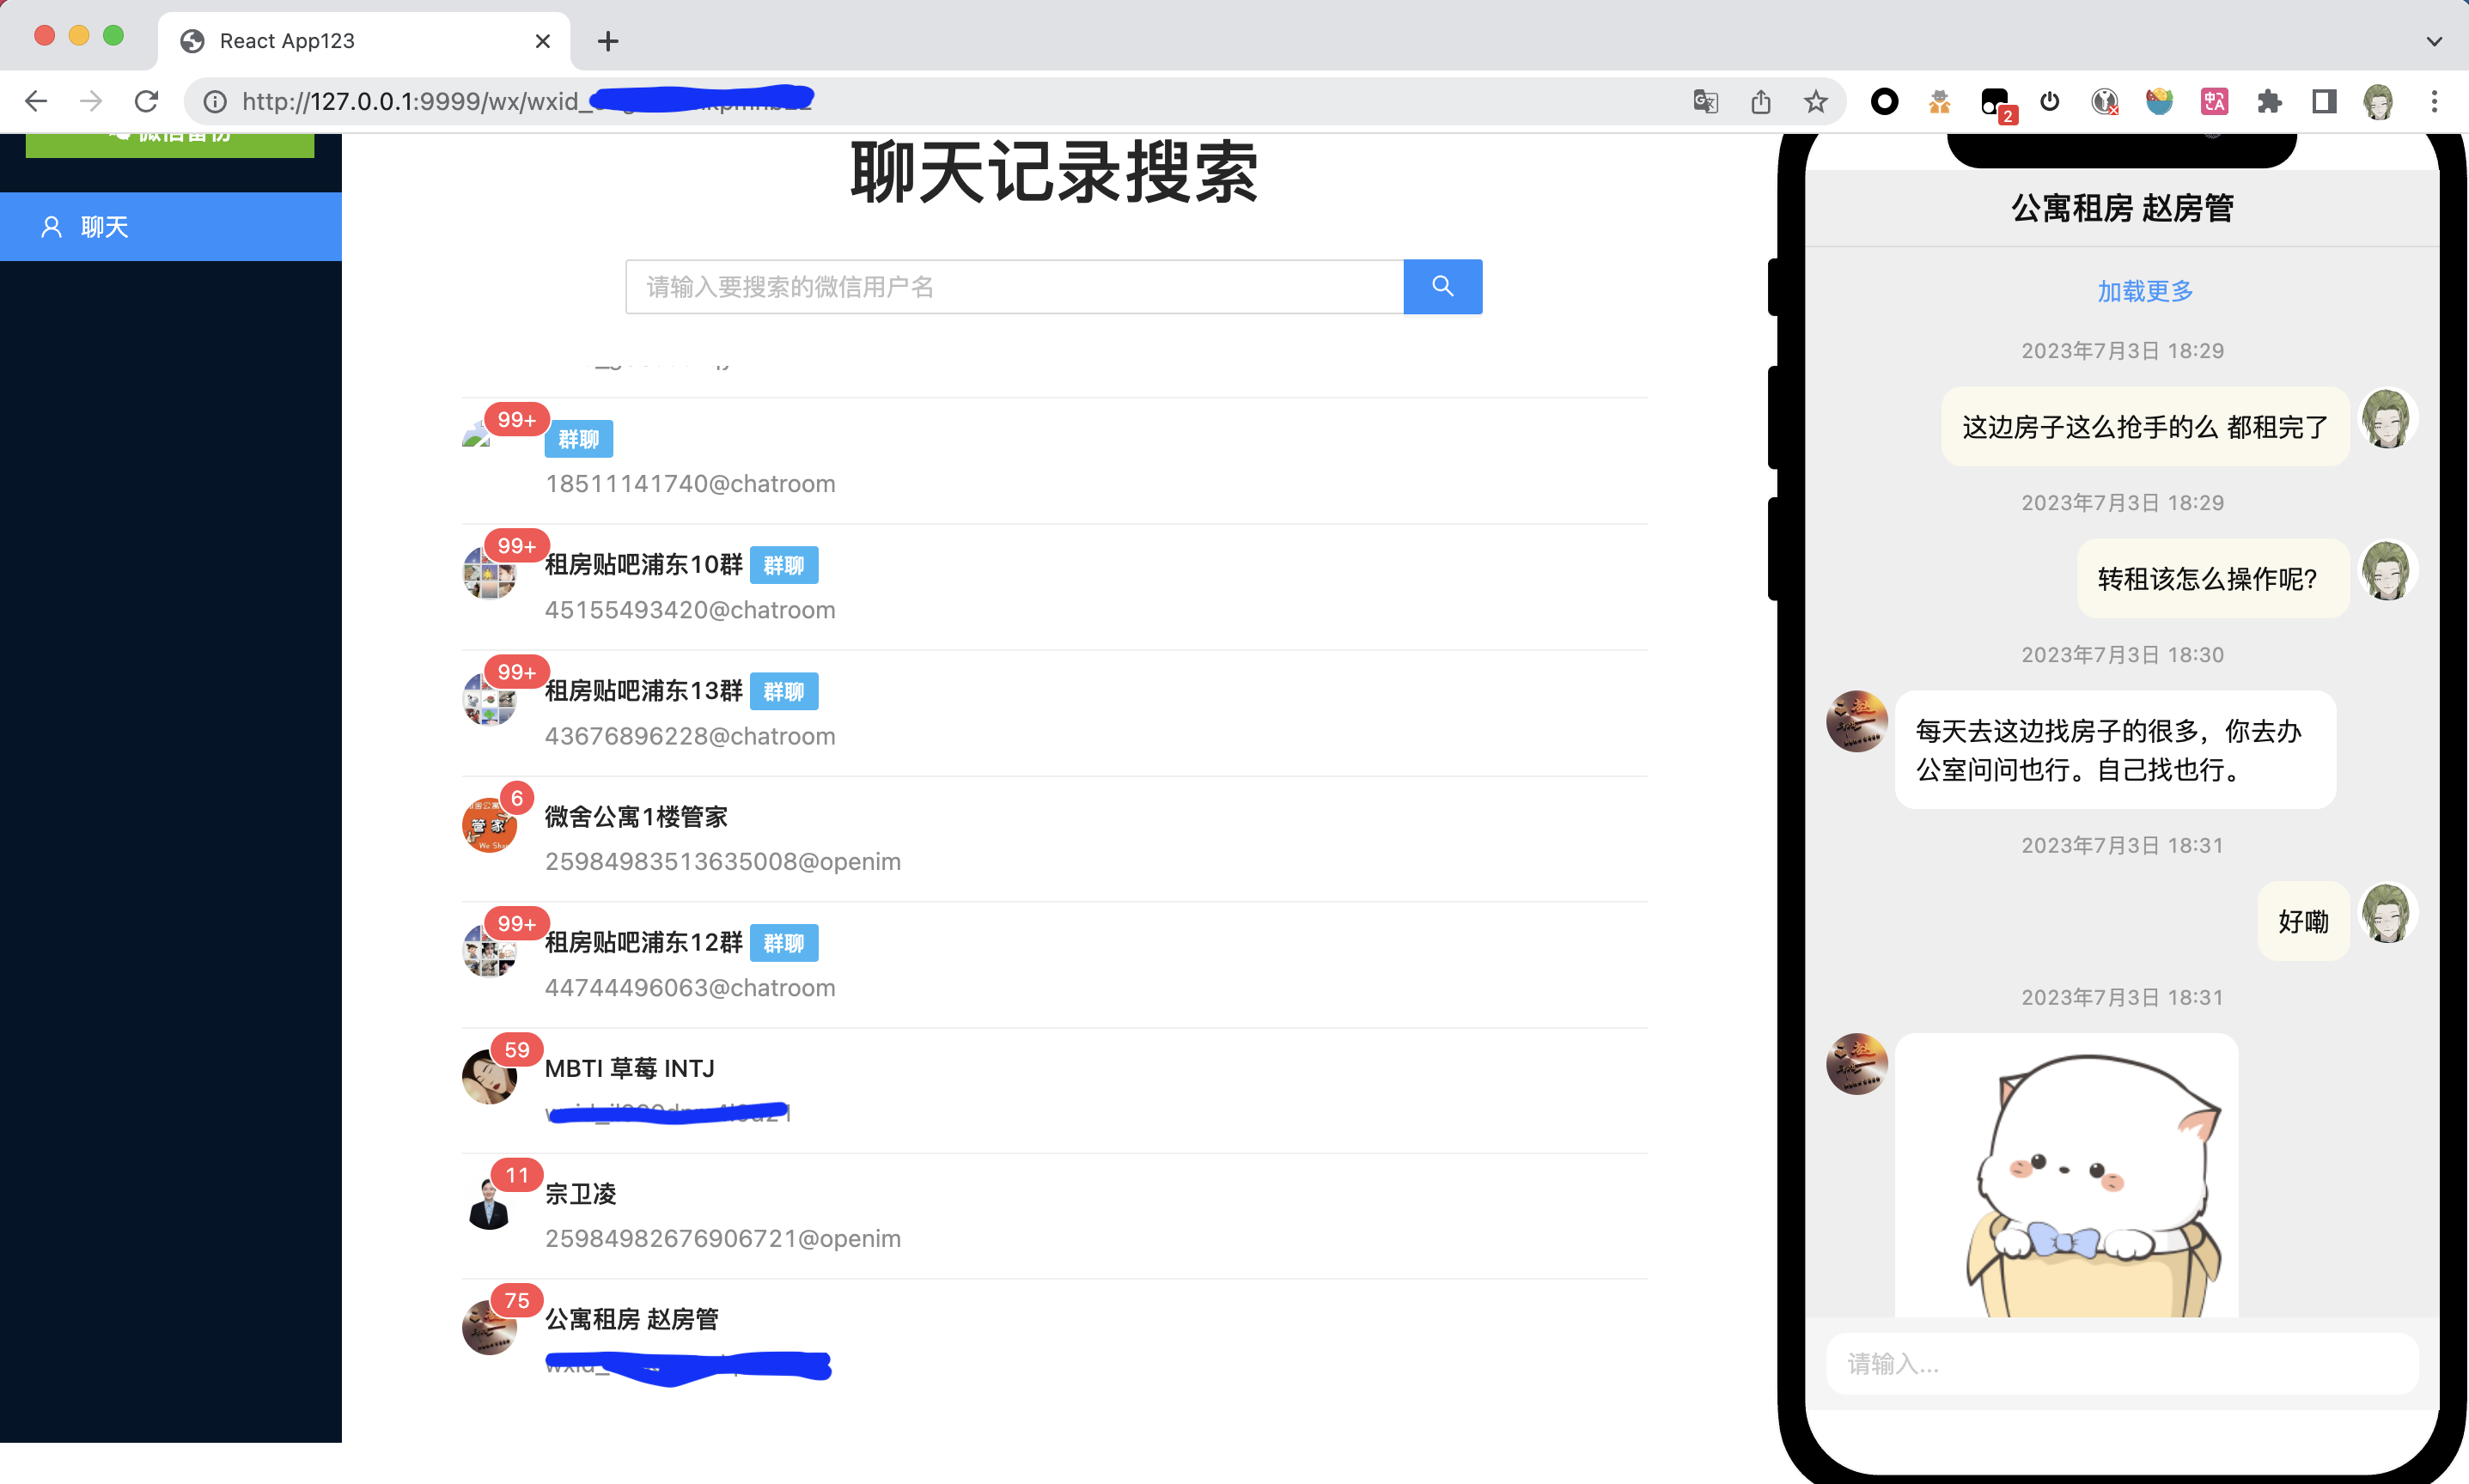 React App123
http://127.0.0.1:9999/wx/wxid_
2
微信备份
聊天
聊天记录搜索
请输入要搜索的微信用户名
99+
群聊
18511141740@chatroom
99+
租房贴吧浦东10群 群聊
45155493420@chatroom
99+
租房贴吧浦东13群 群聊
43676896228@chatroom
6
管家
We Shar
微舍公寓1楼管家
25984983513635008@openim
99+
租房贴吧浦东12群 群聊
44744496063@chatroom
59
MBTI 草莓 INTJ
11
宗卫凌
25984982676906721@openim
75
公寓租房 赵房管
wxid_
公寓租房 赵房管
加载更多
2023年7月3日 18:29
这边房子这么抢手的么 都租完了
2023年7月3日 18:29
转租该怎么操作呢?
2023年7月3日 18:30
每天去这边找房子的很多，你去办
公室问问也行。自己找也行。
2023年7月3日 18:31
好嘞
2023年7月3日 18:31
请输入...